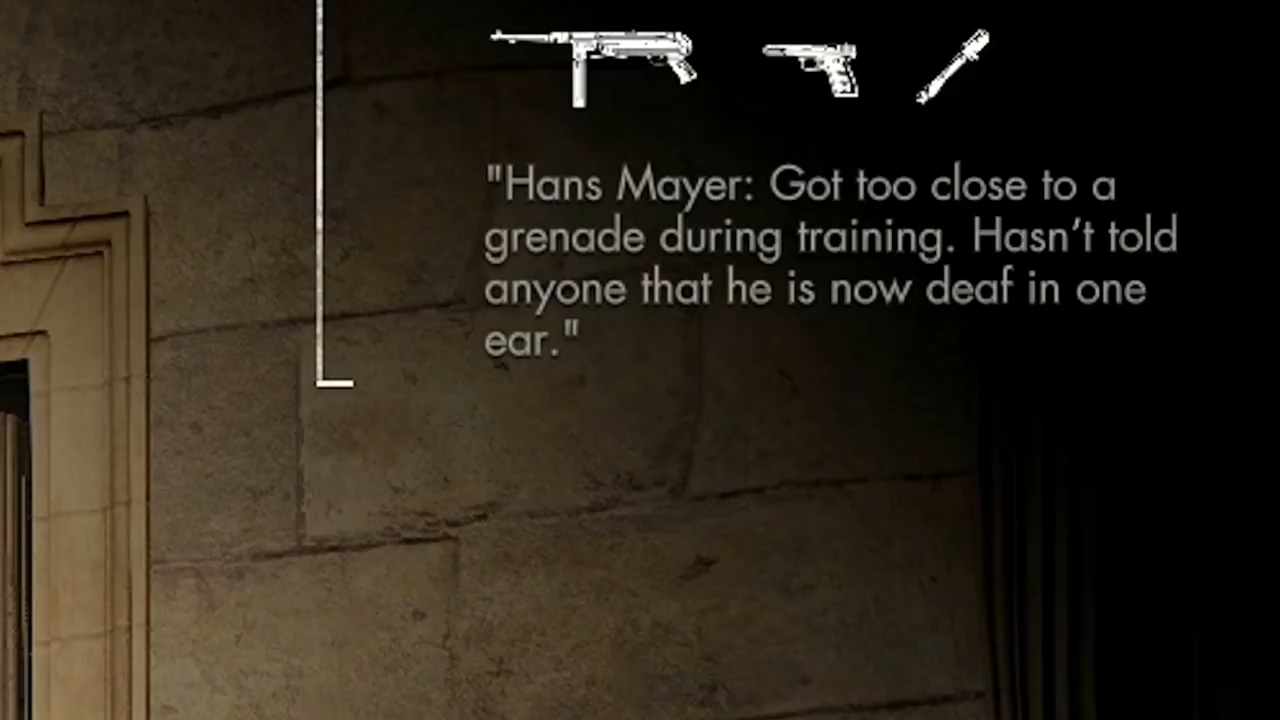 "Hans Mayer: Got too close to a
grenade during training. Hasn’t told
anyone that he is now deaf in one
ear."